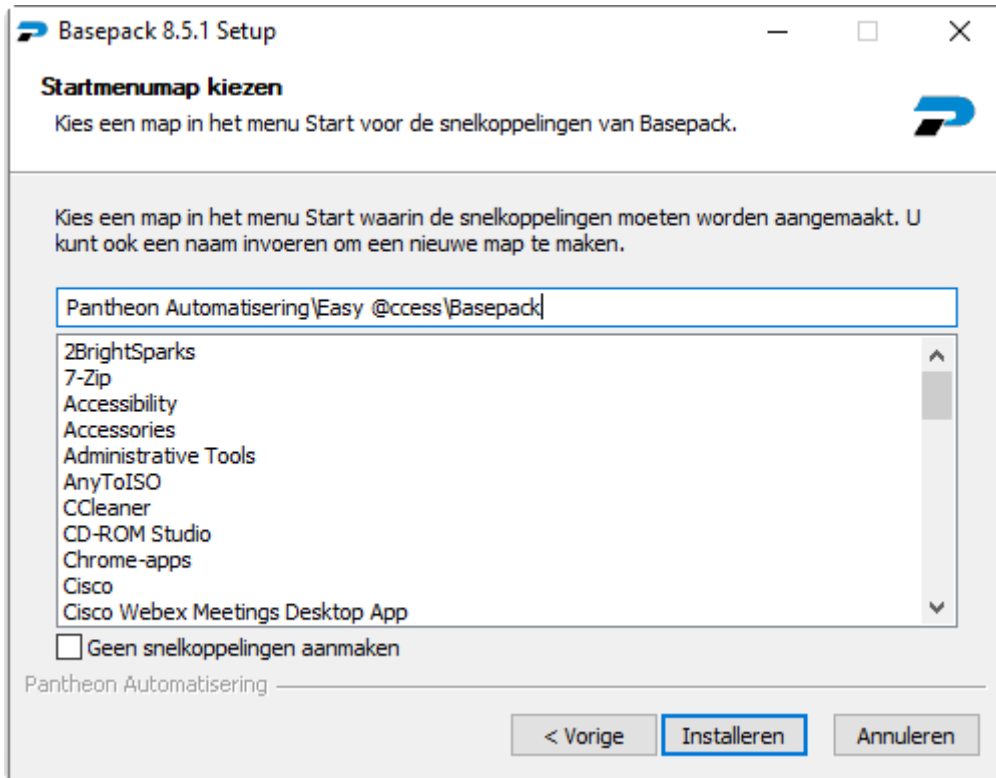 Basepack 8.5.1 Setup
Startmenumap kiezen
Kies een map in het menu Start voor de snelkoppelingen van Basepack.
Kies een map in het menu Start waarin de snelkoppelingen moeten worden aangemaakt. U
kunt ook een naam invoeren om een nieuwe map te maken.
Pantheon Automatisering\Easy @ccess\Basepack
2BrightSparks
7-Zip
Accessibility
Accessories
Administrative Tools
AnyToISO
CCleaner
CD-ROM Studio
Chrome-apps
Cisco
Cisco Webex Meetings Desktop App
Geen snelkoppelingen aanmaken
Pantheon Automatisering
< Vorige Installeren Annuleren